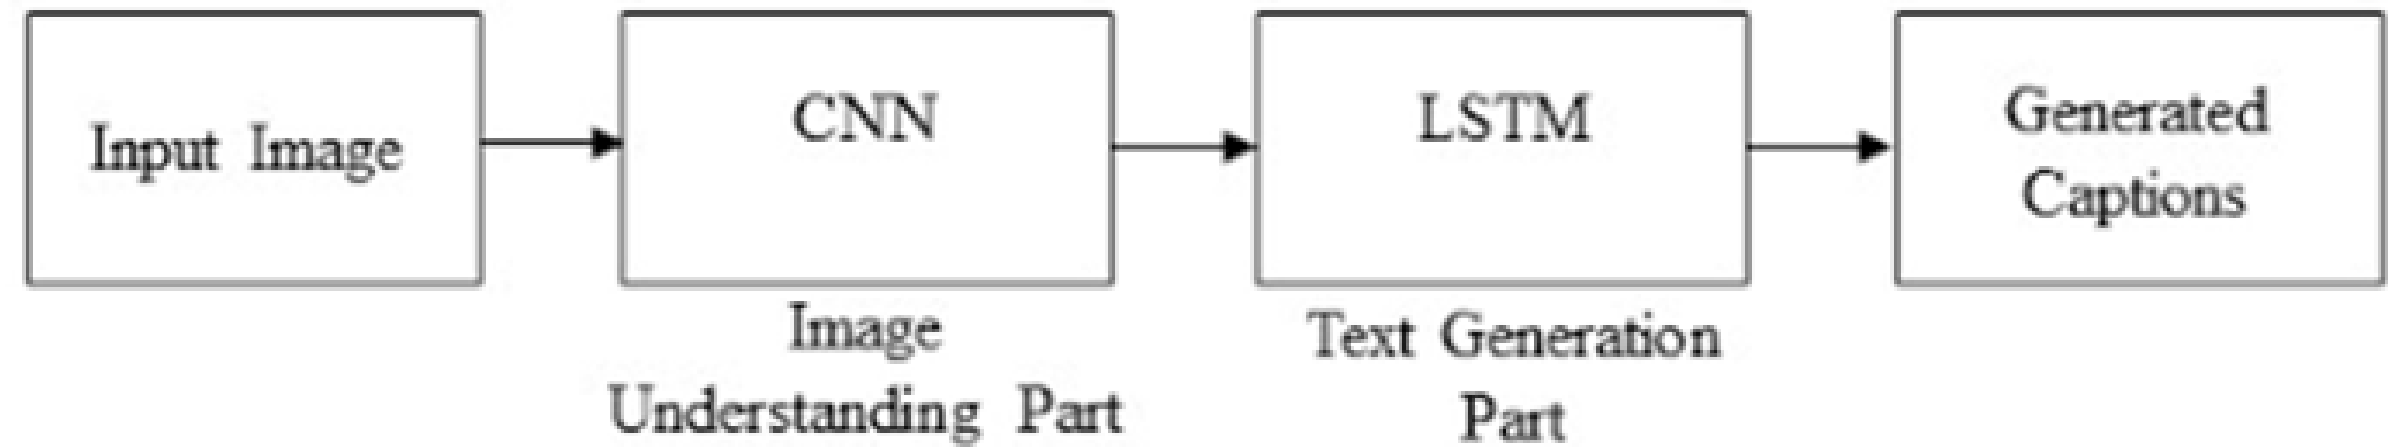 Input Image
CNN
LSTM
Generated
Captions
Image
Understanding Part
Text Generation
Part